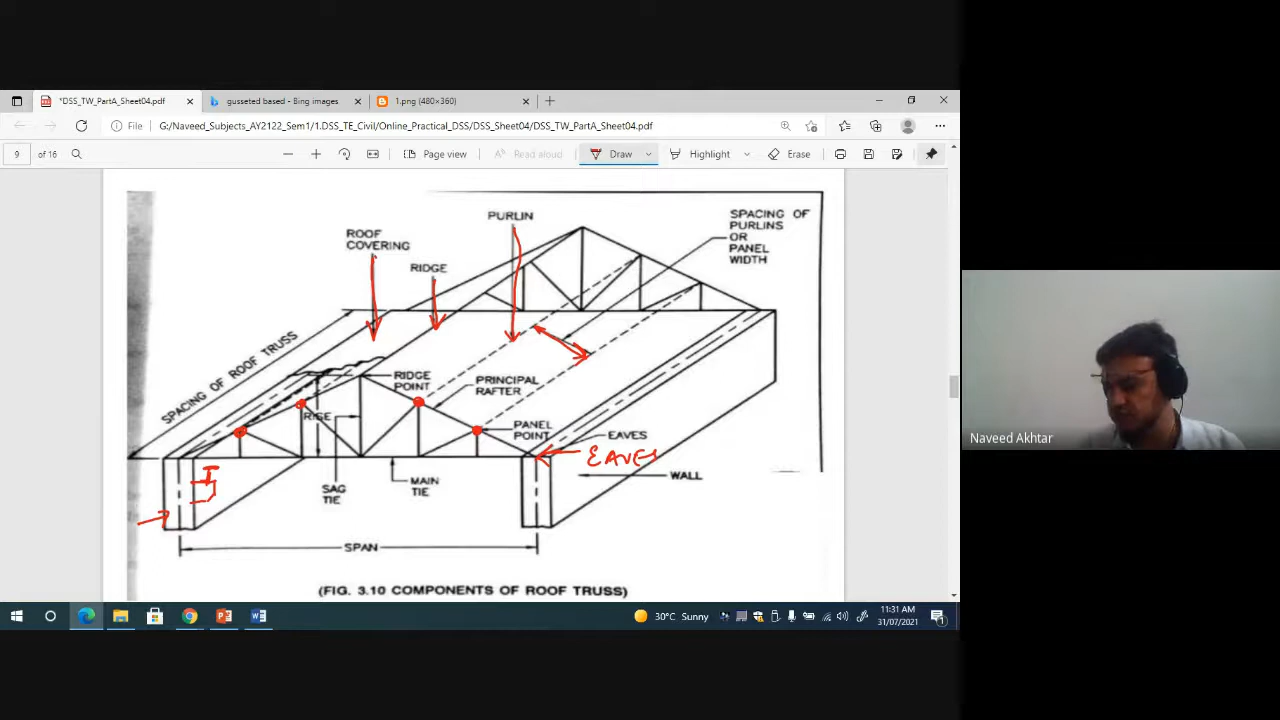 *DSS_TW_PartA_Sheet04.pdf
gusseted based - Bing images
1.png (480×360)
File
G:/Naveed_Subjects_AY2122_Sem1/1.DSS_TE_Civil/Online_Practical_DSS/DSS_Sheet04/DSS_TW_PartA_Sheet04.pdf
9 of 16
Page view
Read aloud
Draw
Highlight
Erase
PURLIN
SPACING OF
PURLINS
OR
PANEL
WIDTH
ROOF
COVERING
RIDGE
SPACING OF ROOF TRUSS
RIDGE
POINT
PRINCIPAL
RAFTER
RISE
PANEL
POINT
EAVES
EAVES
I
SAG
TIE
MAIN
TIE
WALL
SPAN
(FIG. 3.10 COMPONENTS OF ROOF TRUSS)
Naveed Akhtar
30°C Sunny
11:31 AM
31/07/2021
1